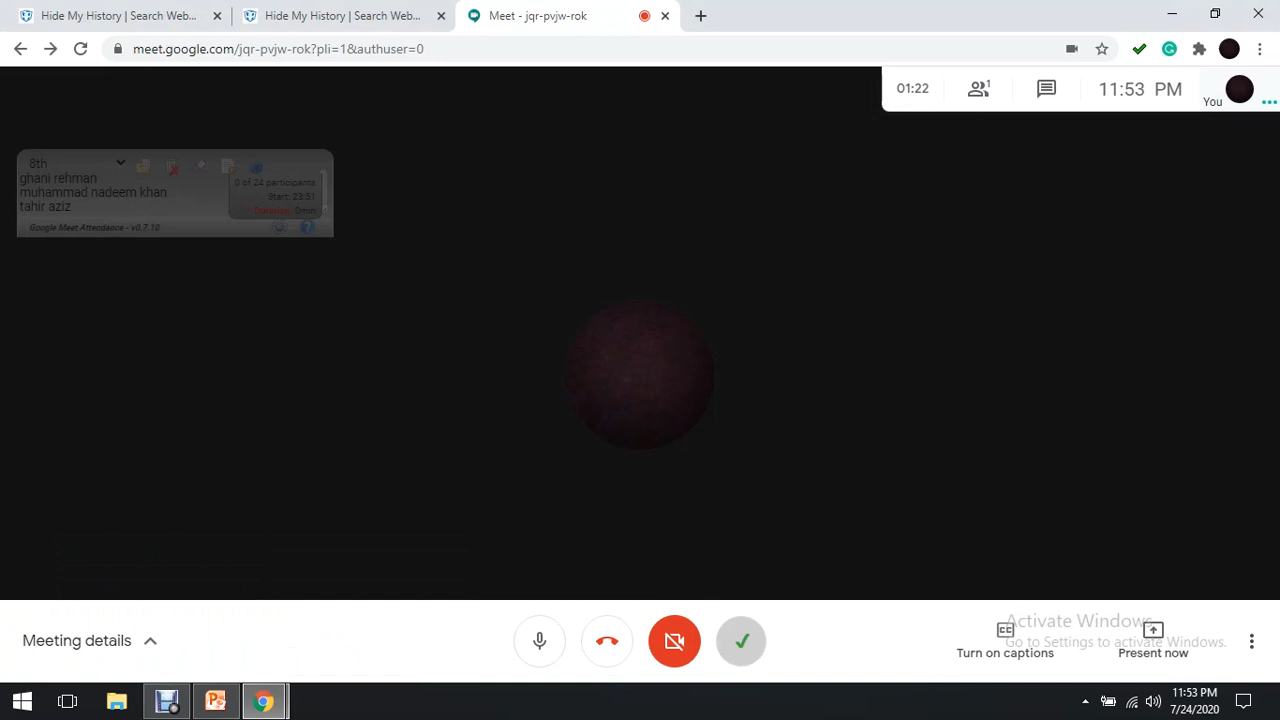 Hide My History | Search Web...
Hide My History | Search Web...
Meet - jqr-pvjw-rok
meet.google.com/jqr-pvjw-rok?pli=1&authuser=0
01:22
1
11:53 PM
You
8th
ghani rehman
muhammad nadeem khan
tahir aziz
0 of 24 participants
Start: 23:51
Duration: 0min
Google Meet Attendance - v0.7.10
Meeting details
CC
Turn on captions
Present now
Activate Windows
Go to Settings to activate Windows.
11:53 PM
7/24/2020